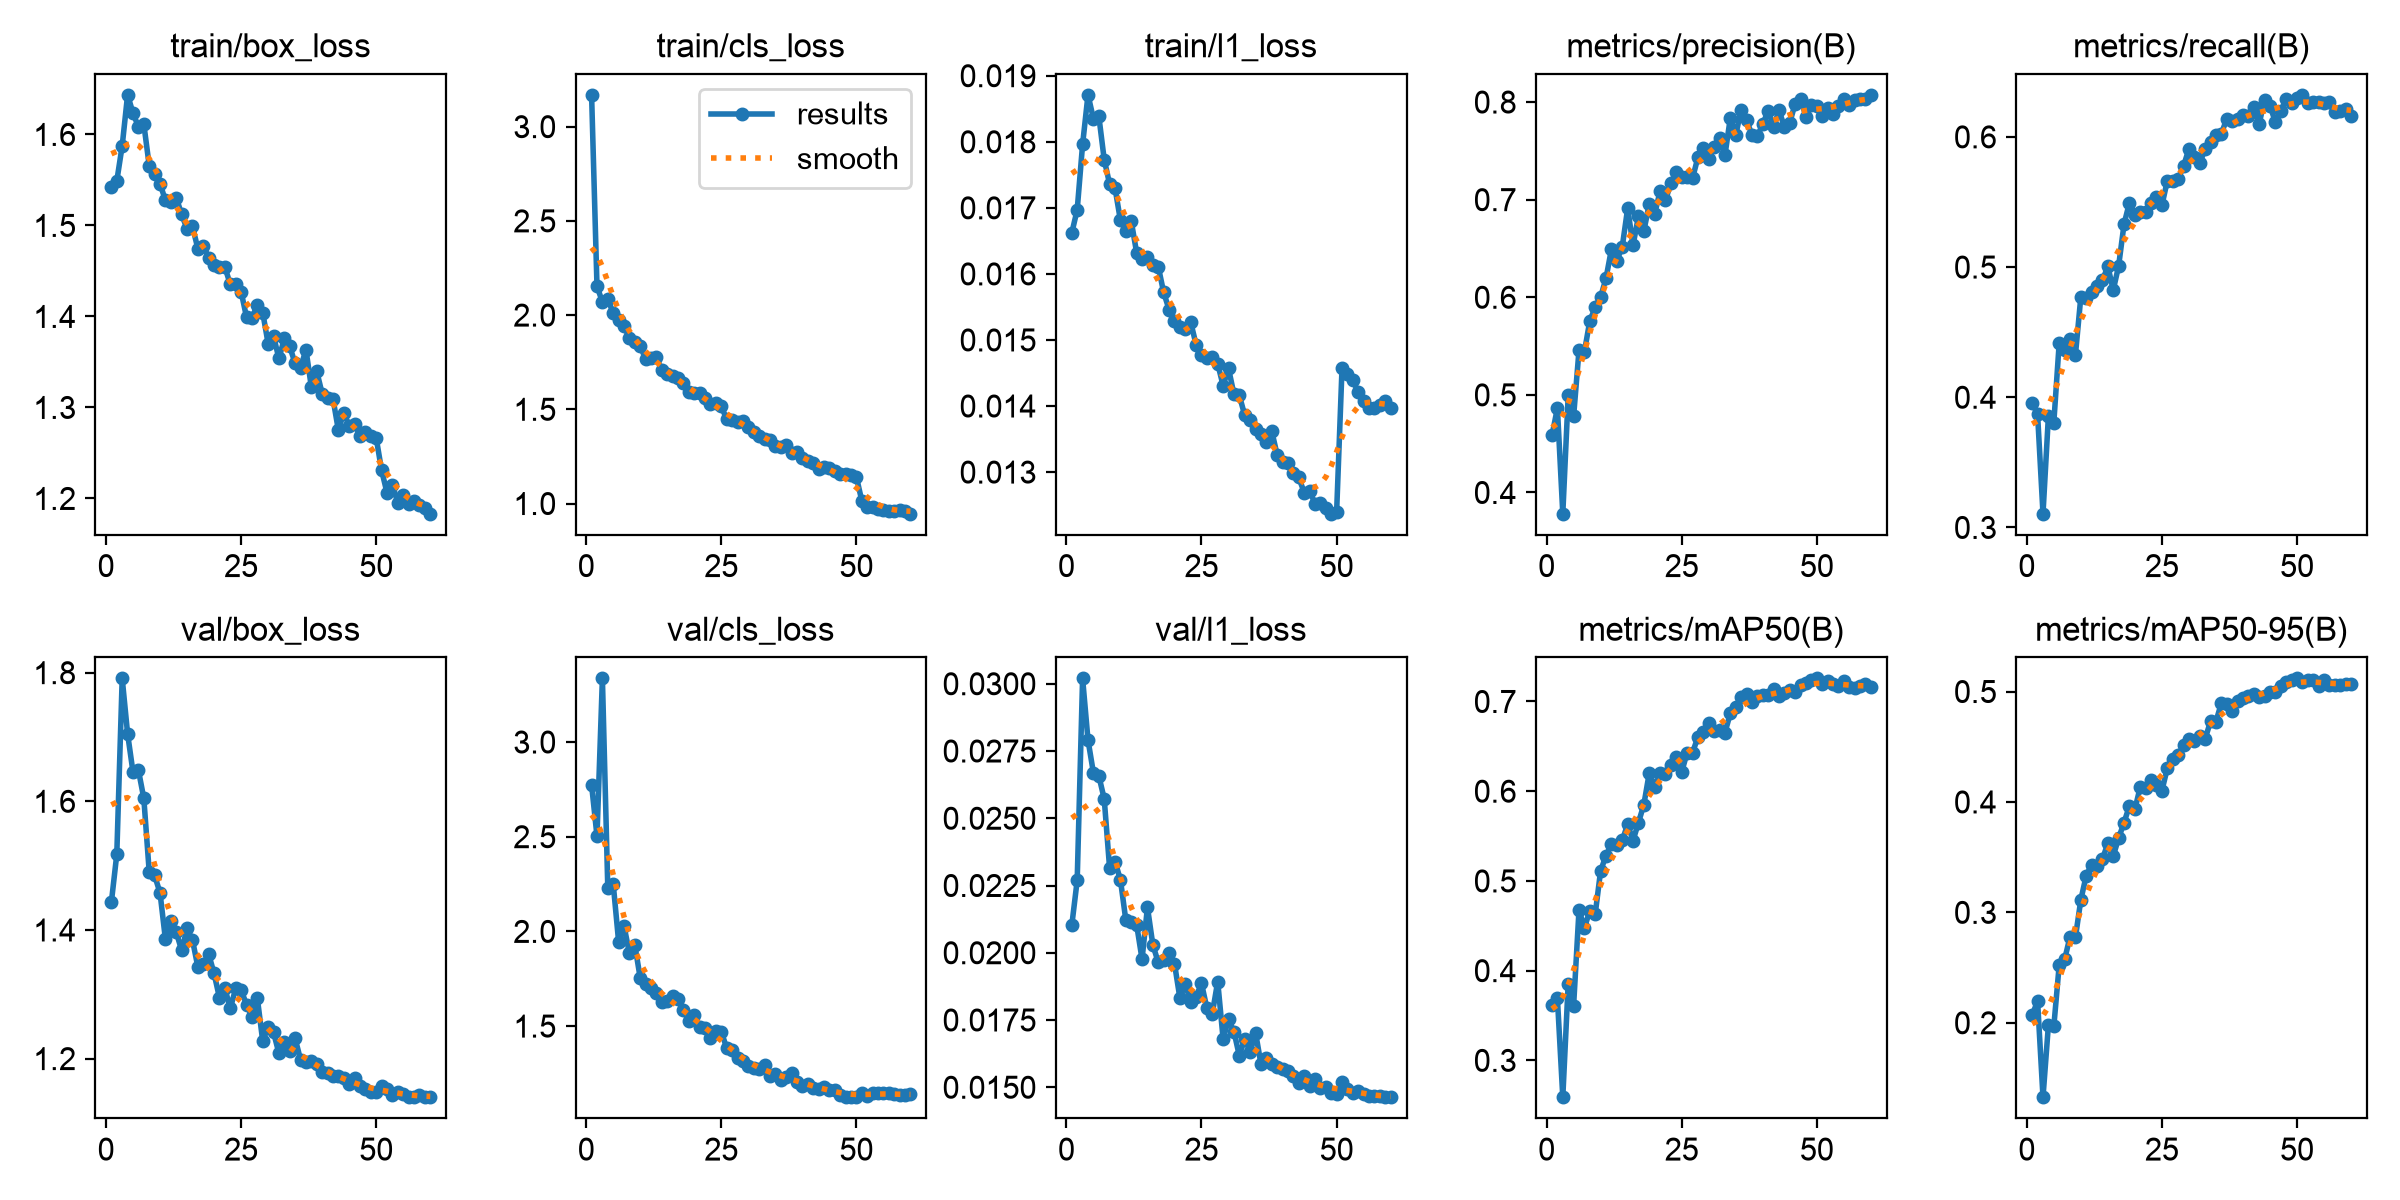 train/box_loss
1.6
1.5
1.4
1.3
1.2
0 25 50
train/cls_loss
results
smooth
3.0
2.5
2.0
1.5
1.0
0 25 50
train/l1_loss
0.019
0.018
0.017
0.016
0.015
0.014
0.013
0 25 50
metrics/precision(B)
0.8
0.7
0.6
0.5
0.4
0 25 50
metrics/recall(B)
0.6
0.5
0.4
0.3
0 25 50
val/box_loss
1.8
1.6
1.4
1.2
0 25 50
val/cls_loss
3.0
2.5
2.0
1.5
0 25 50
val/l1_loss
0.0300
0.0275
0.0250
0.0225
0.0200
0.0175
0.0150
0 25 50
metrics/mAP50(B)
0.7
0.6
0.5
0.4
0.3
0 25 50
metrics/mAP50-95(B)
0.5
0.4
0.3
0.2
0 25 50